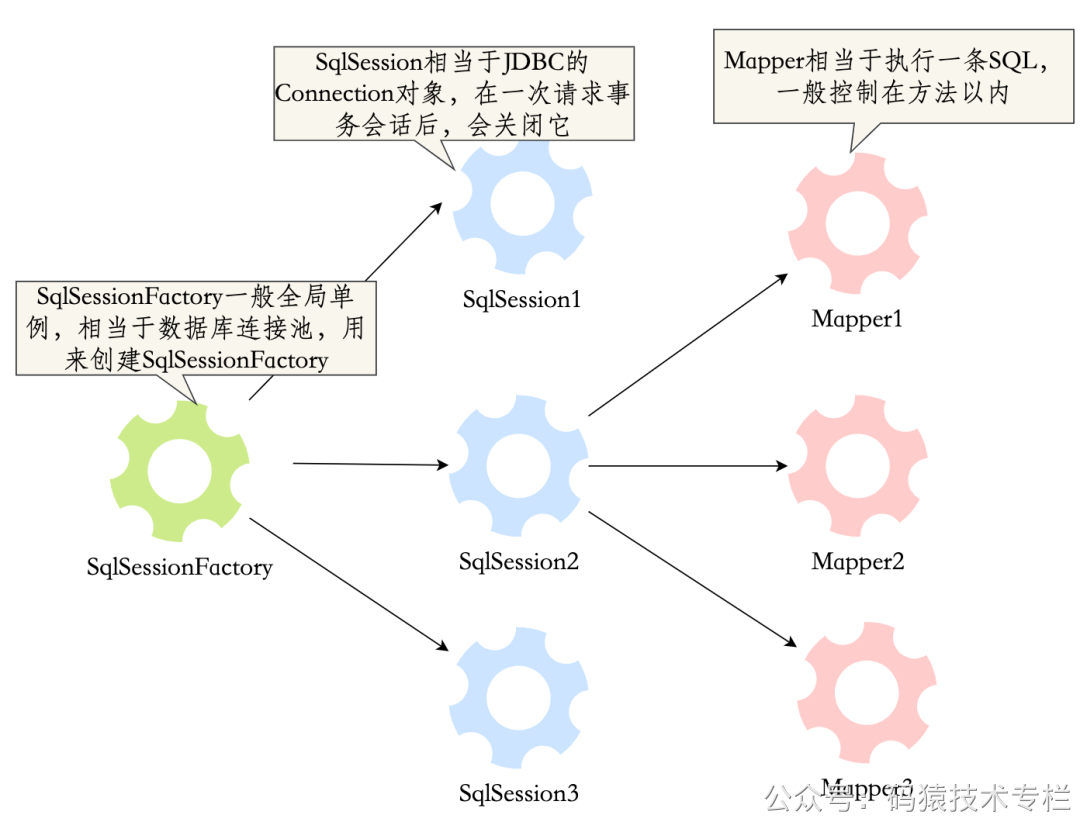 SqlSession相当于JDBC的
Connection对象，在一次请求事
务会话后，会关闭它
Mapper相当于执行一条SQL，
一般控制在方法以内
SqlSession1
Mapper1
SqlSessionFactory一般全局单
例，相当于数据库连接池，用
来创建SqlSessionFactory
SqlSessionFactory
SqlSession2
Mapper2
SqlSession3
Mapper3
公众号：码猿技术专栏